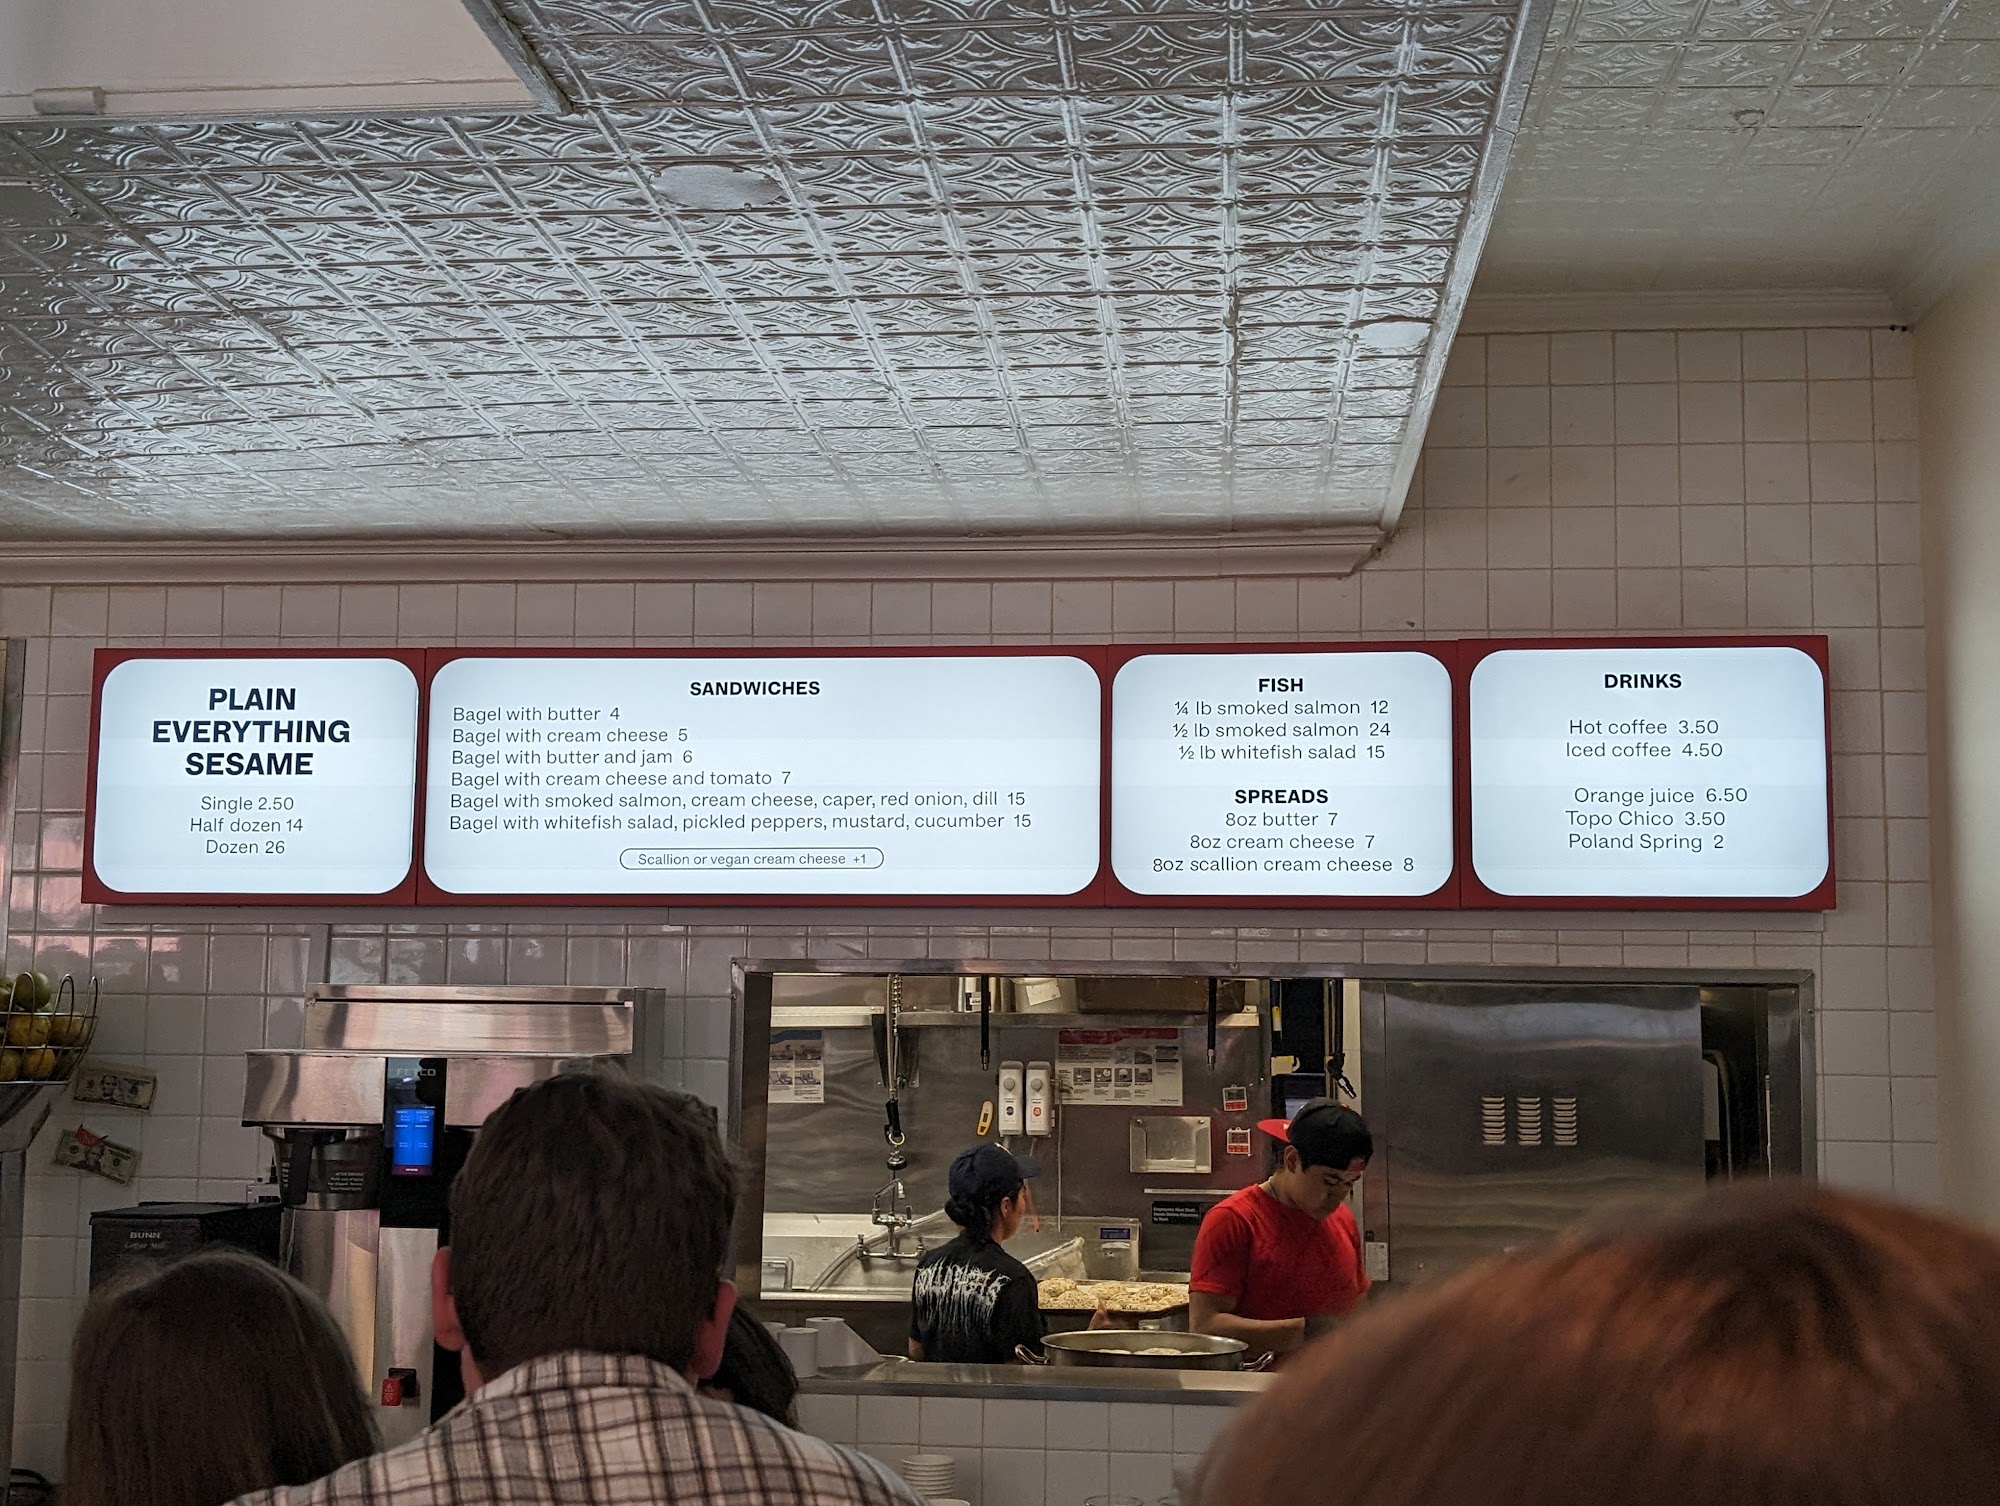 PLAIN
EVERYTHING
SESAME
Single 2.50
Half dozen 14
Dozen 26
SANDWICHES
Bagel with butter 4
Bagel with cream cheese 5
Bagel with butter and jam 6
Bagel with cream cheese and tomato 7
Bagel with smoked salmon, cream cheese, caper, red onion, dill 15
Bagel with whitefish salad, pickled peppers, mustard, cucumber 15
Scallion or vegan cream cheese +1
FISH
¼ lb smoked salmon 12
½ lb smoked salmon 24
½ lb whitefish salad 15
SPREADS
8oz butter 7
8oz cream cheese 7
8oz scallion cream cheese 8
DRINKS
Hot coffee 3.50
Iced coffee 4.50
Orange juice 6.50
Topo Chico 3.50
Poland Spring 2
FETCO
BUNN